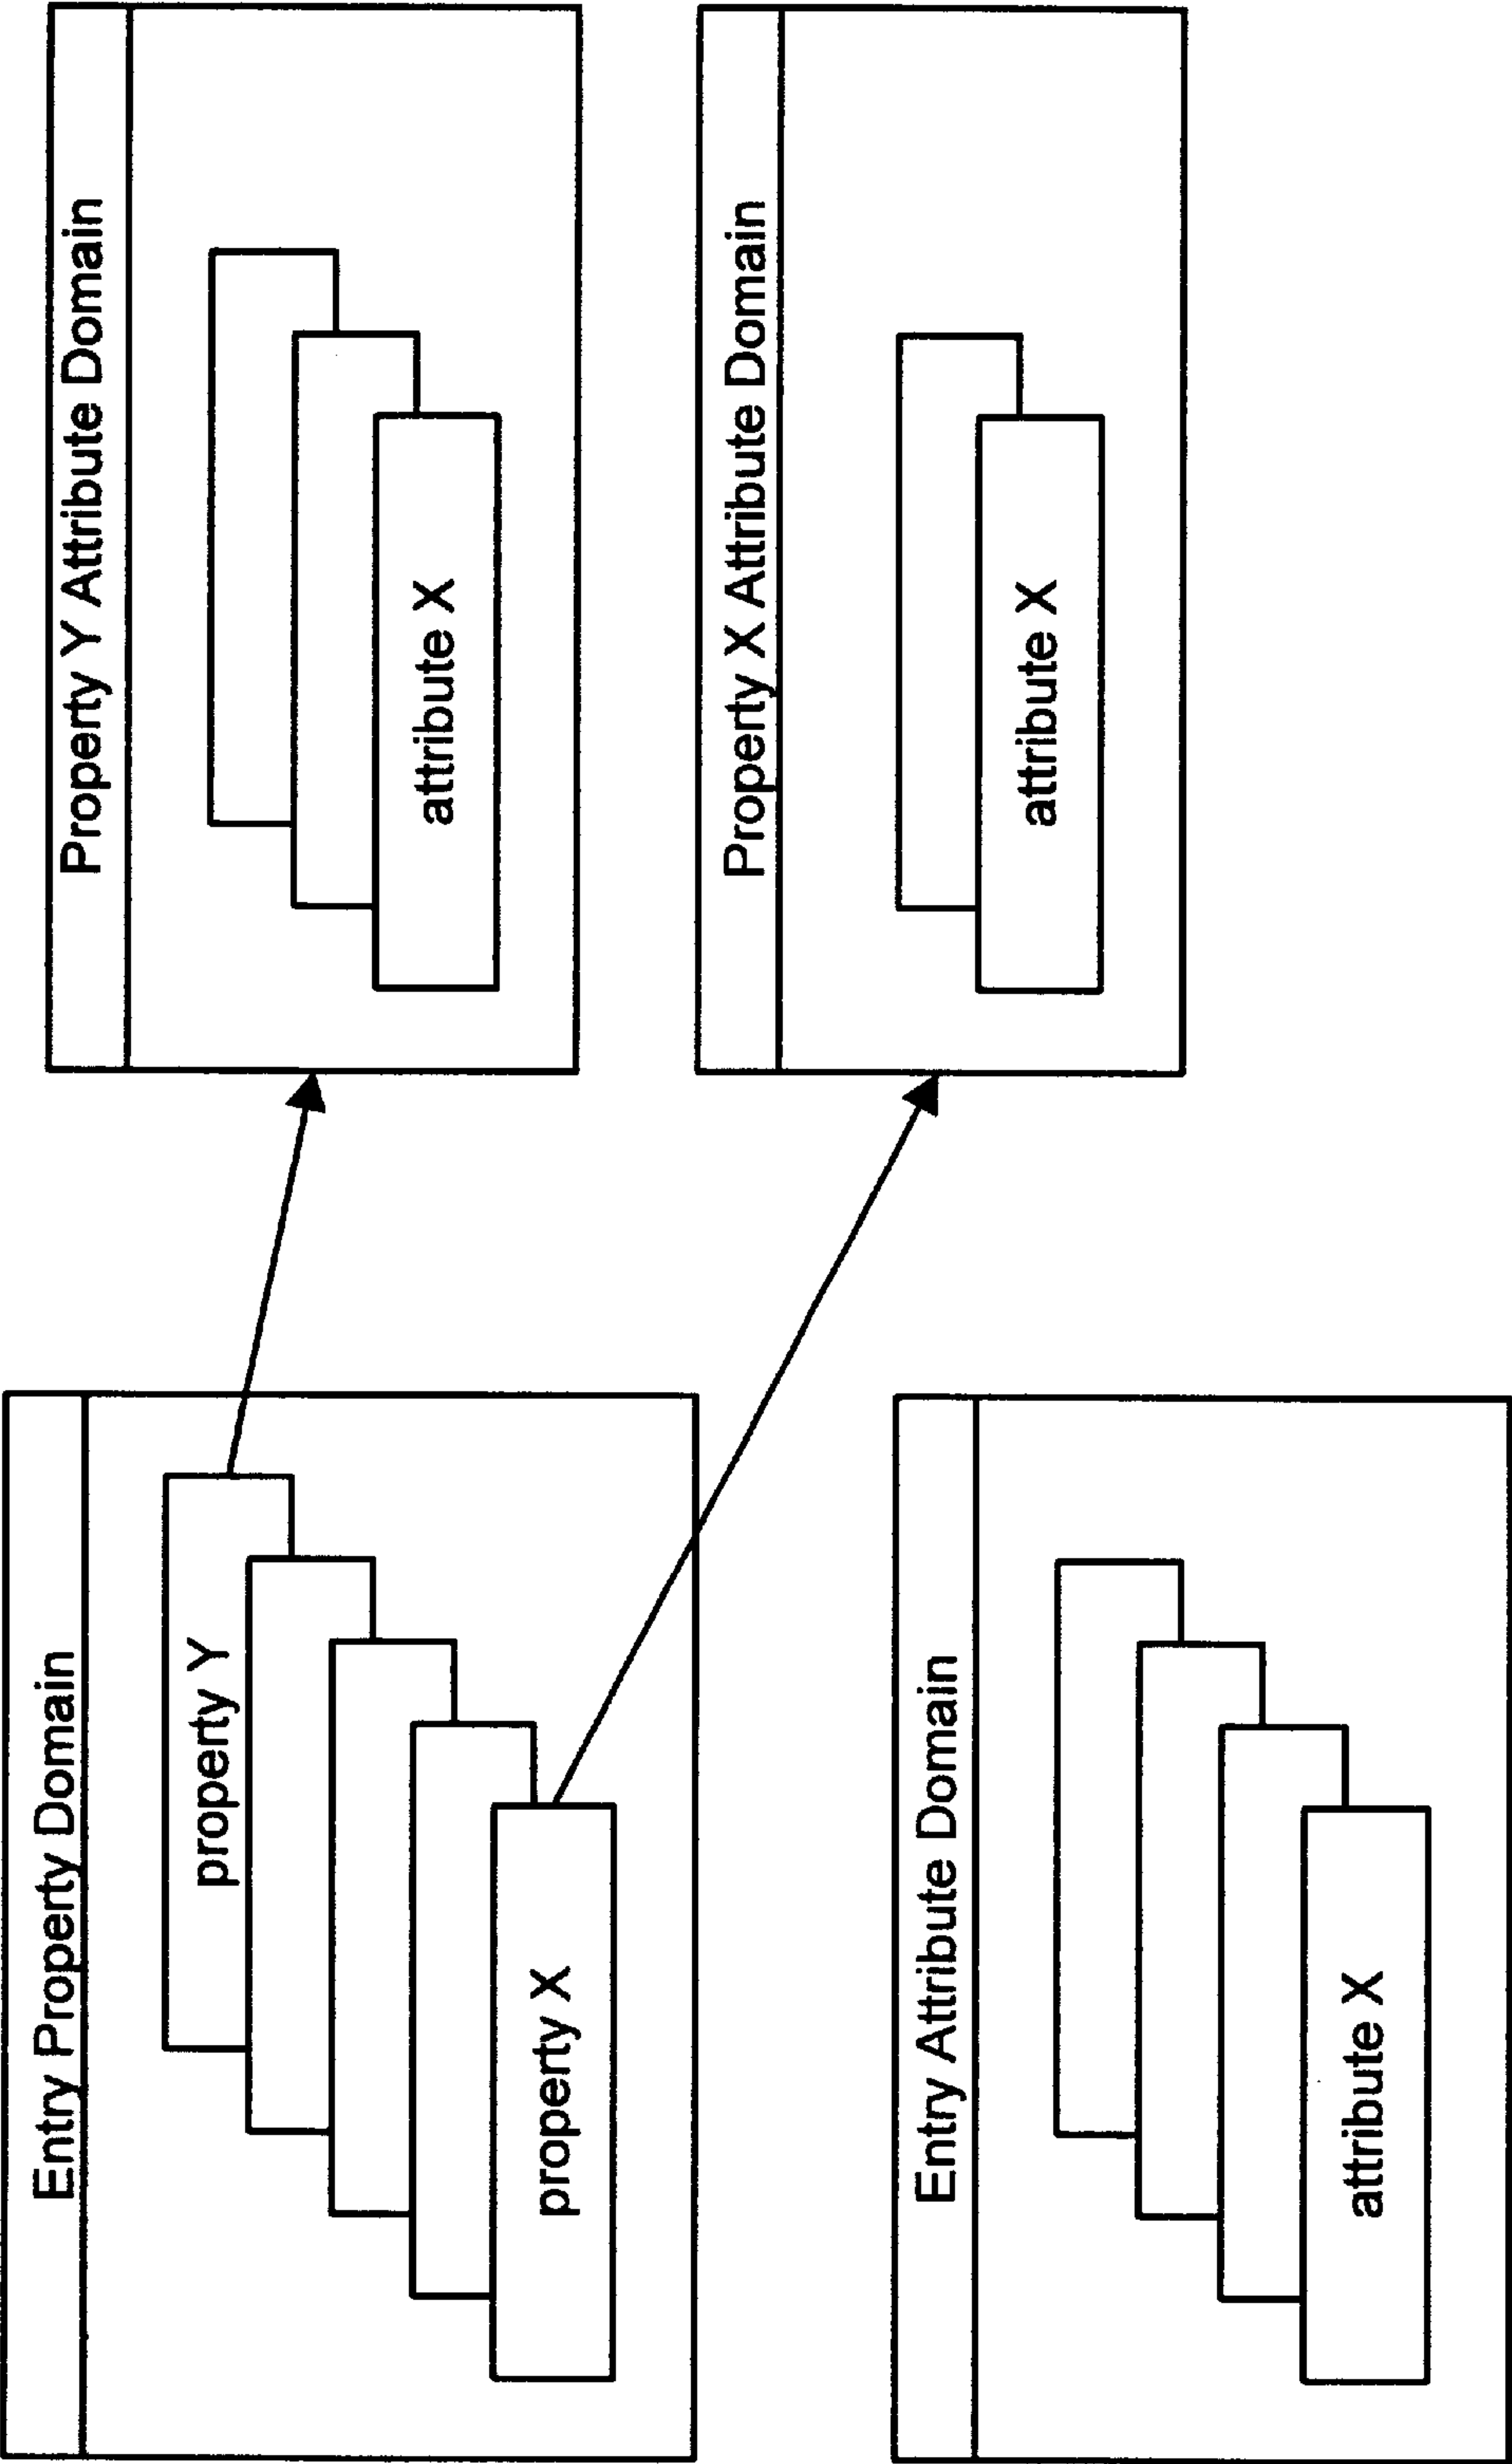 Entry Property Domain
property Y
property X
Property Y Attribute Domain
attribute X
Entry Attribute Domain
attribute X
Property X Attribute Domain
attribute X